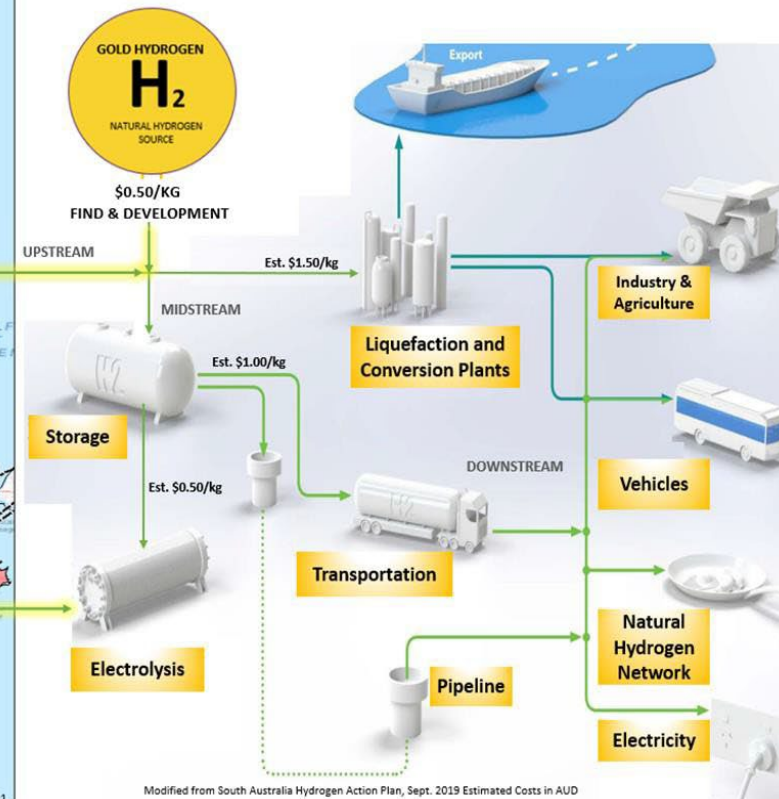 GOLD HYDROGEN
H2
NATURAL HYDROGEN
SOURCE
$0.50/KG
FIND & DEVELOPMENT
Export
UPSTREAM
Est. $1.50/kg
MIDSTREAM
Industry &
Agriculture
Liquefaction and
Conversion Plants
H2
Est. $1.00/kg
Storage
DOWNSTREAM
Vehicles
Est. $0.50/kg
H2
Transportation
Natural
Hydrogen
Network
Electrolysis
Pipeline
Electricity
Modified from South Australia Hydrogen Action Plan, Sept. 2019 Estimated Costs in AUD